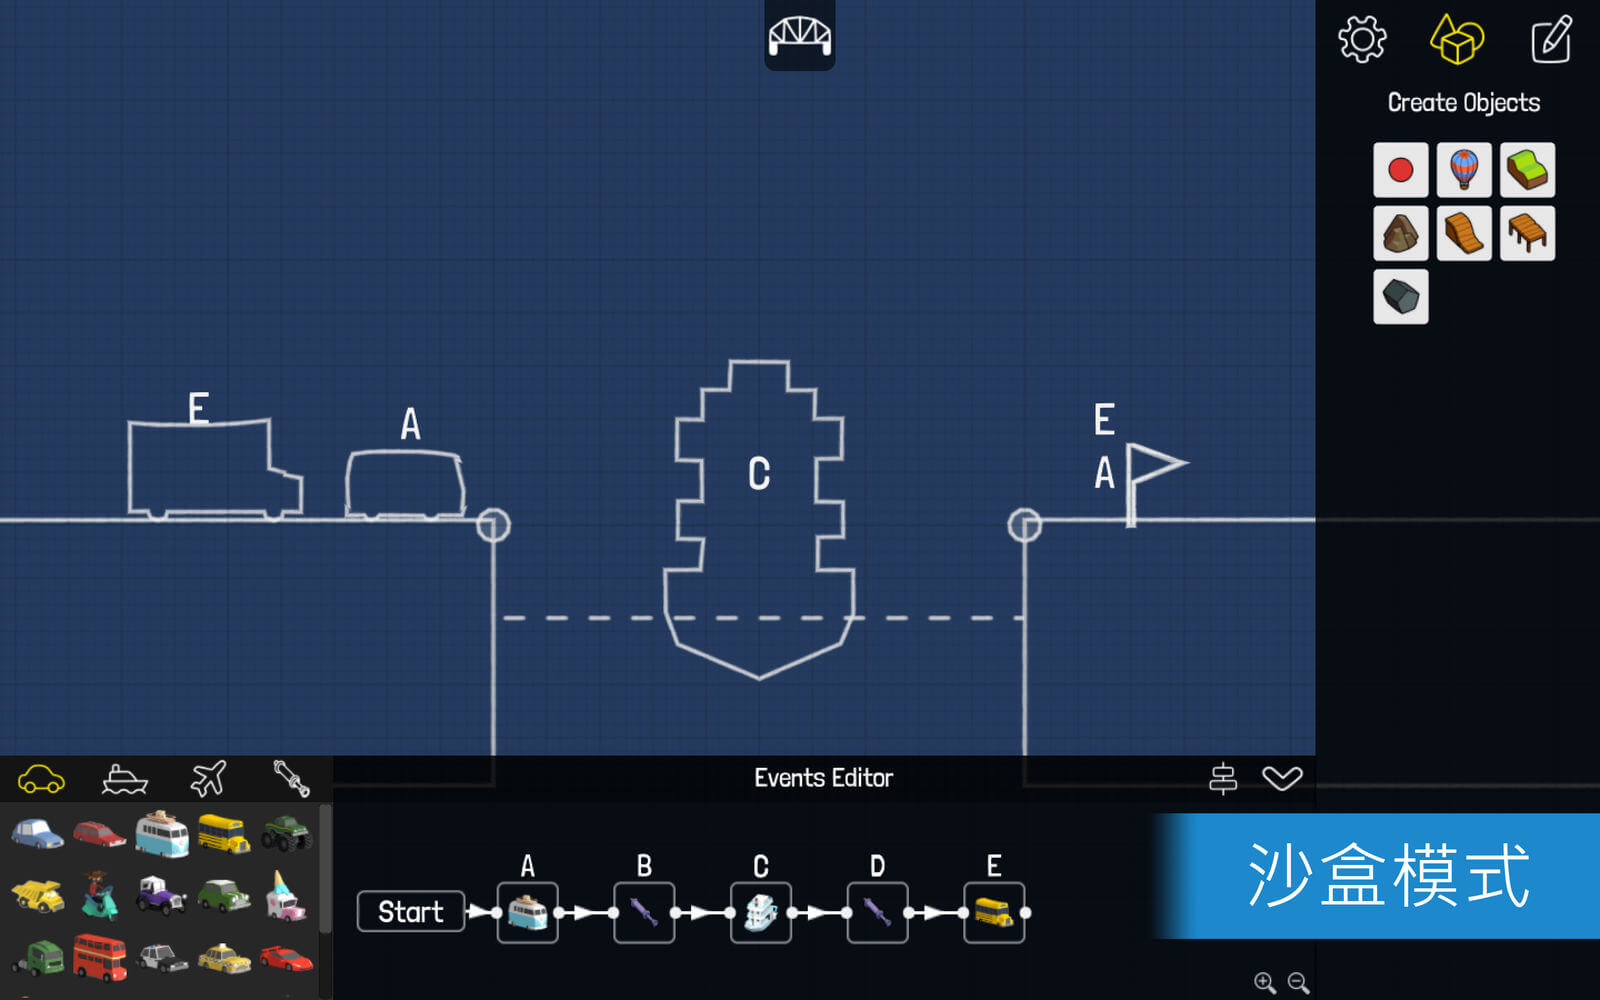 Create Objects
E
A
C
E
A
Events Editor
A B C D E
Start
沙盒模式